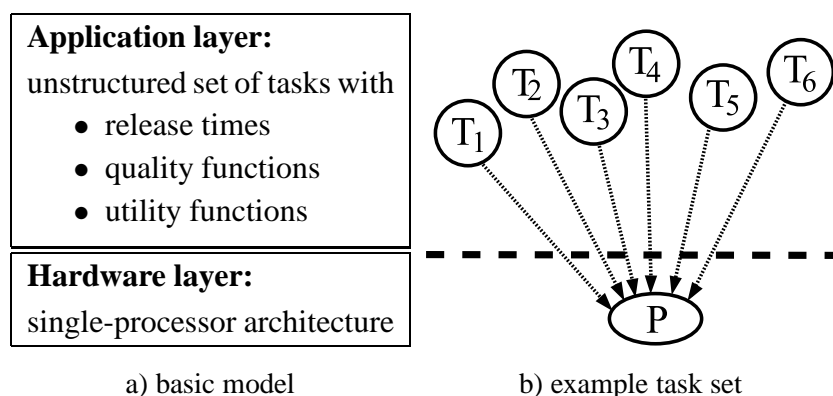 Application layer:
unstructured set of tasks with
• release times
• quality functions
• utility functions
Hardware layer:
single-processor architecture
a) basic model
T1
T2
T3
T4
T5
T6
P
b) example task set